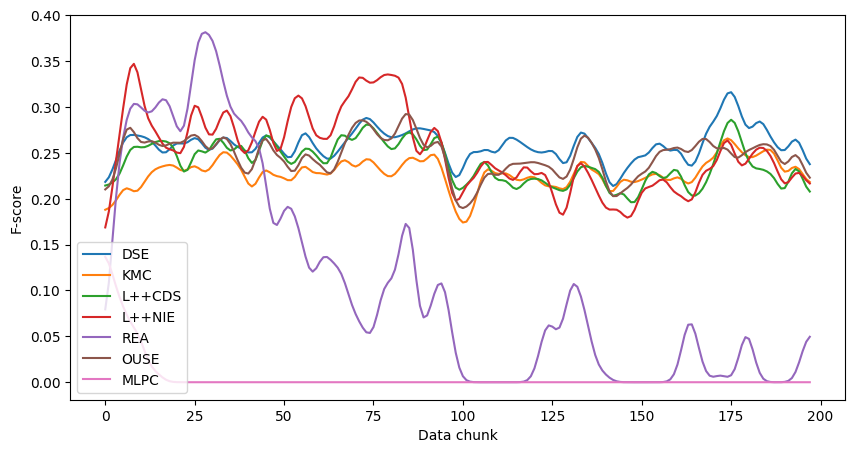 0.40
0.35
0.30
0.25
0.20
0.15
0.10
0.05
0.00
F-score
DSE
KMC
L++CDS
L++NIE
REA
OUSE
MLPC
0 25 50 75 100 125 150 175 200
Data chunk